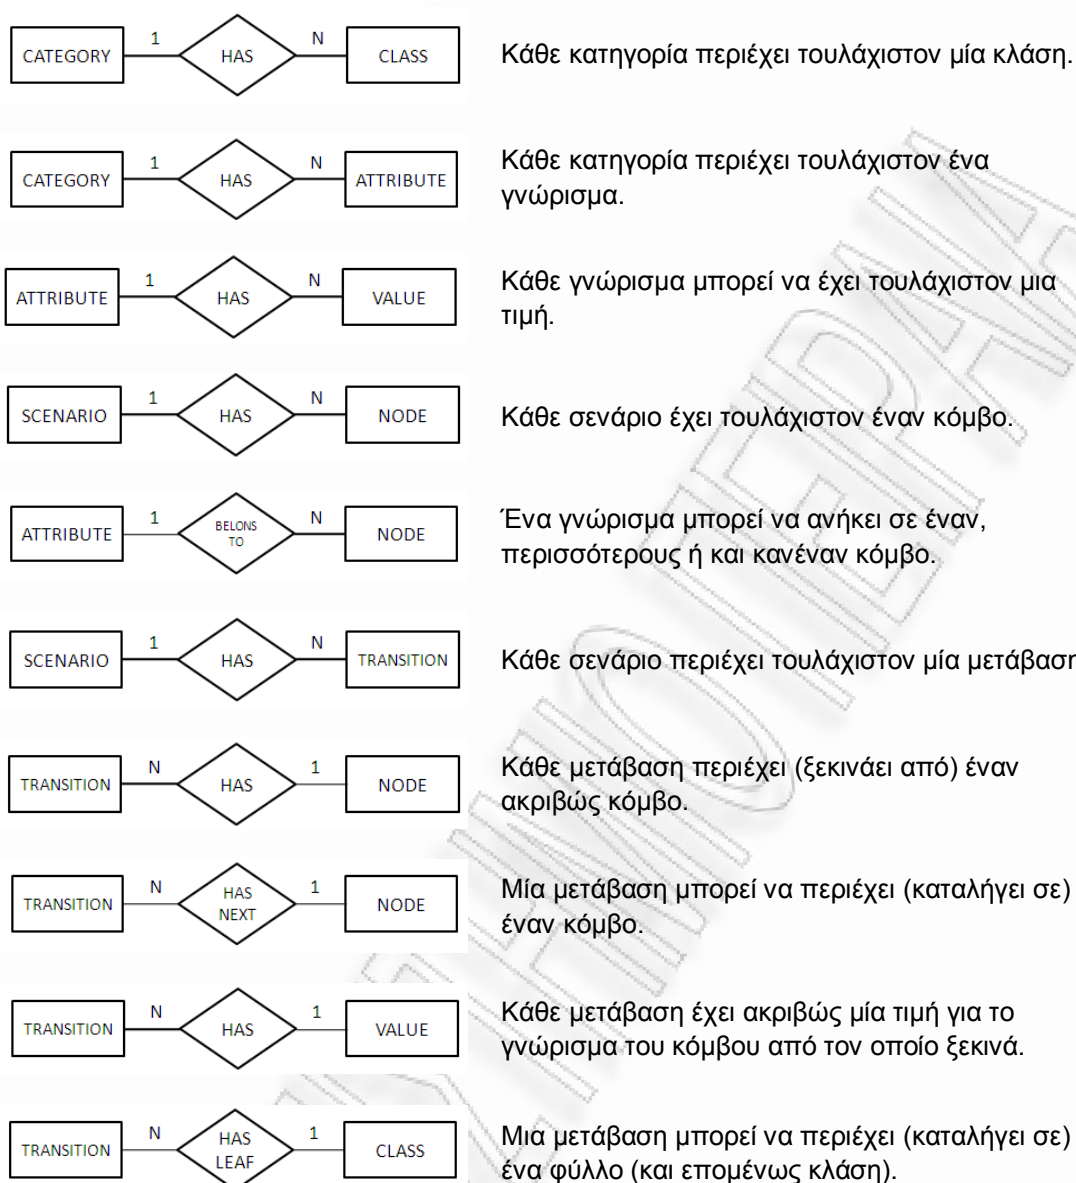 CATEGORY 1 HAS N CLASS
Κάθε κατηγορία περιέχει τουλάχιστον μία κλάση.
CATEGORY 1 HAS N ATTRIBUTE
Κάθε κατηγορία περιέχει τουλάχιστον ένα
γνώρισμα.
ATTRIBUTE 1 HAS N VALUE
Κάθε γνώρισμα μπορεί να έχει τουλάχιστον μια
τιμή.
SCENARIO 1 HAS N NODE
Κάθε σενάριο έχει τουλάχιστον έναν κόμβο.
ATTRIBUTE 1 BELONS TO N NODE
Ένα γνώρισμα μπορεί να ανήκει σε έναν,
περισσότερους ή και κανέναν κόμβο.
SCENARIO 1 HAS N TRANSITION
Κάθε σενάριο περιέχει τουλάχιστον μία μετάβαση
TRANSITION N HAS 1 NODE
Κάθε μετάβαση περιέχει (ξεκινάει από) έναν
ακριβώς κόμβο.
TRANSITION N HAS NEXT 1 NODE
Μία μετάβαση μπορεί να περιέχει (καταλήγει σε)
έναν κόμβο.
TRANSITION N HAS 1 VALUE
Κάθε μετάβαση έχει ακριβώς μία τιμή για το
γνώρισμα του κόμβου από τον οποίο ξεκινά.
TRANSITION N HAS LEAF 1 CLASS
Μια μετάβαση μπορεί να περιέχει (καταλήγει σε)
ένα φύλλο (και επομένως κλάση).